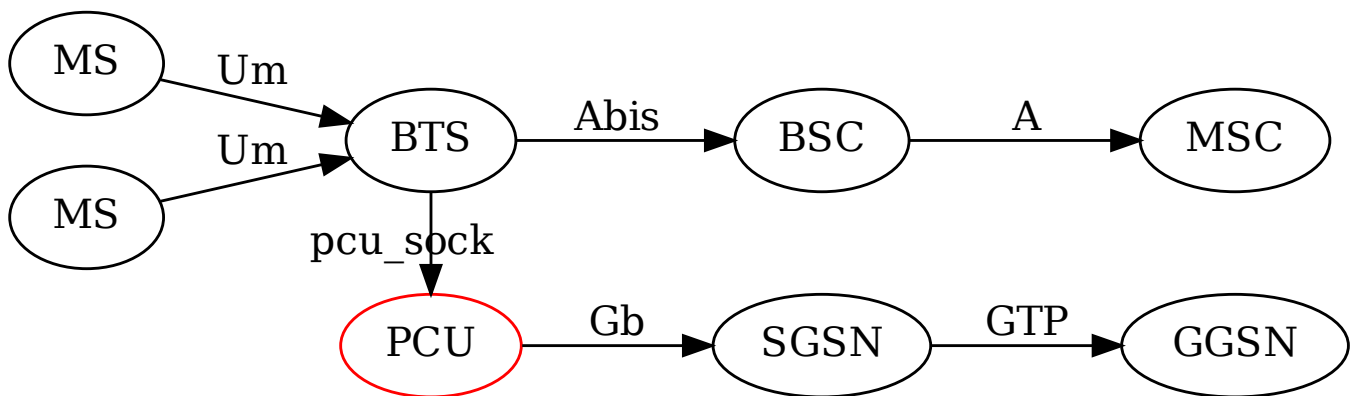 MS
Um
BTS
Abis
BSC
A
MSC
MS
Um
pcu_sock
PCU
Gb
SGSN
GTP
GGSN